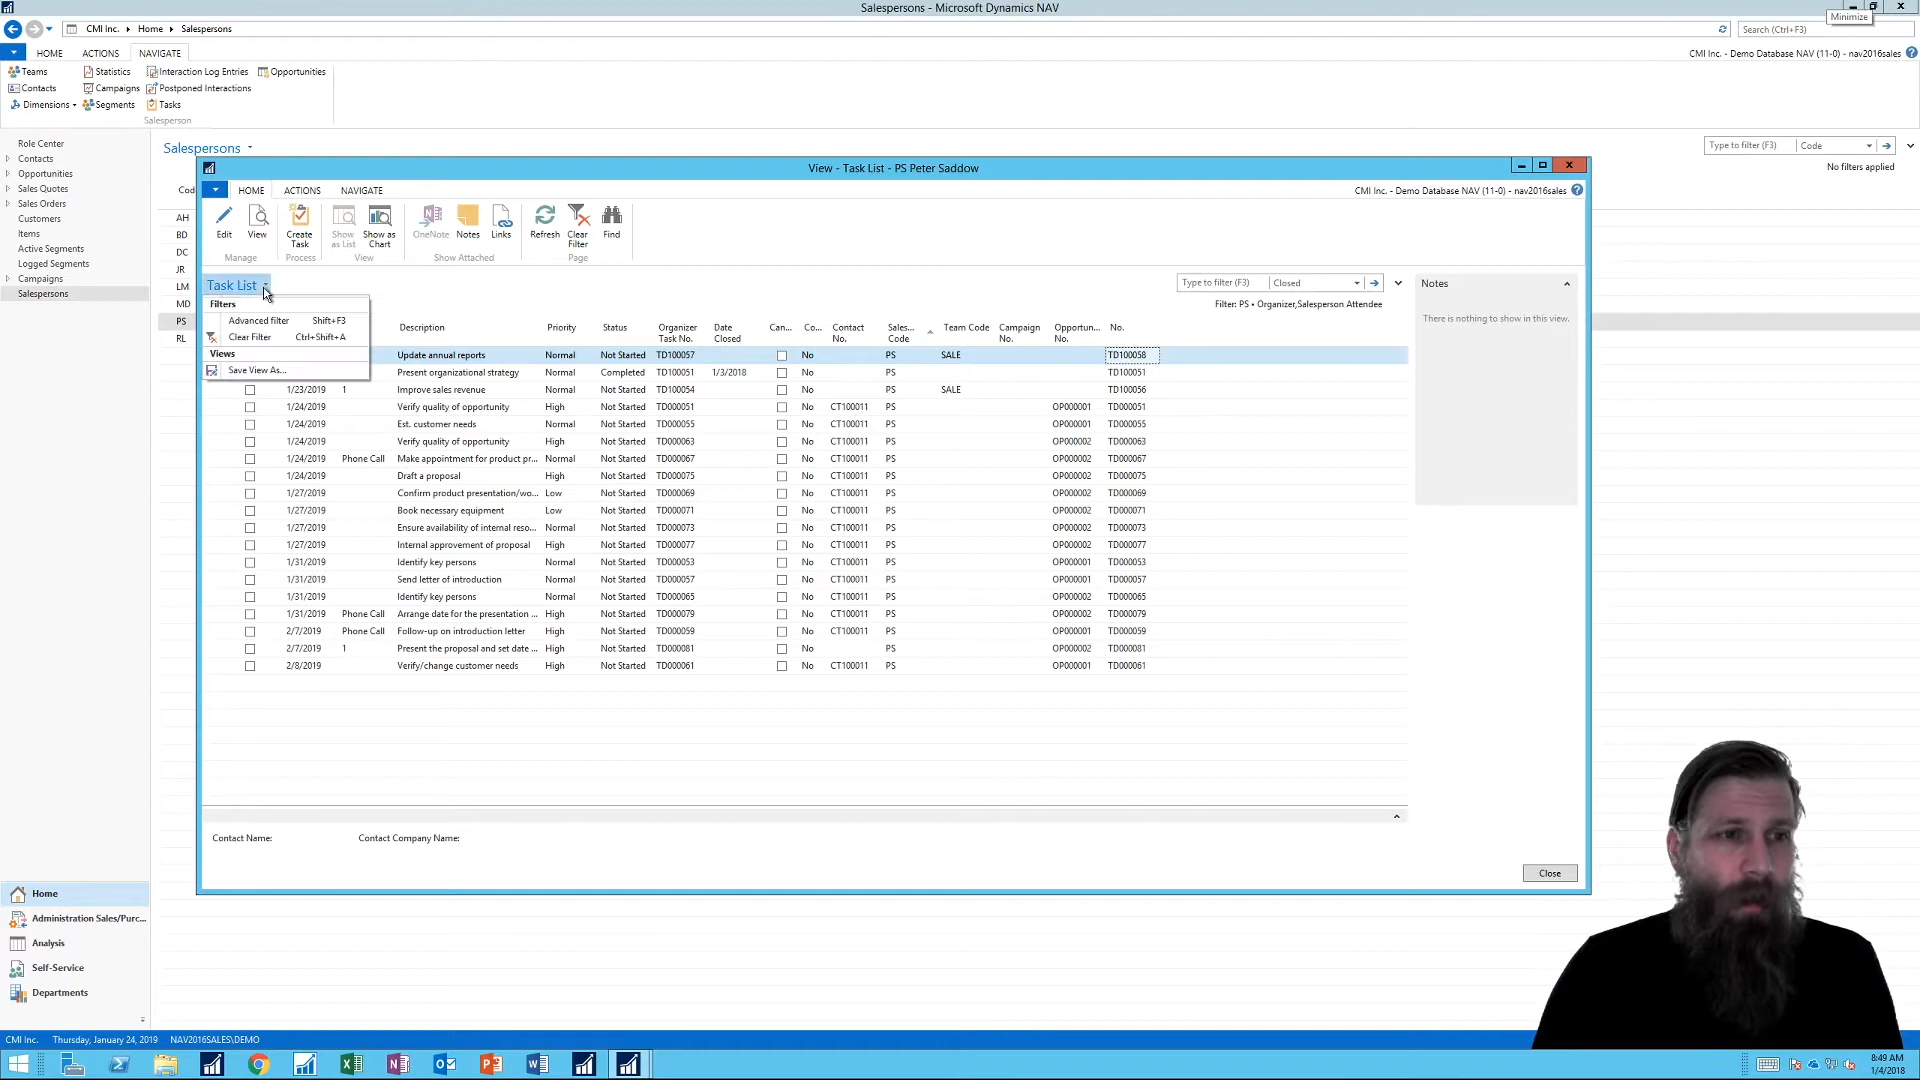 Salespersons - Microsoft Dynamics NAV
Minimize
CMI Inc. Home Salespersons
Search (Ctrl+F3)
HOME ACTIONS NAVIGATE
CMI Inc. - Demo Database NAV (11-0) - nav2016sales
Teams Statistics Interaction Log Entries Opportunities
Contacts Campaigns Postponed Interactions
Dimensions Segments Tasks
Salesperson
Role Center
Contacts
Opportunities
Sales Quotes
Sales Orders
Customers
Items
Active Segments
Logged Segments
Campaigns
Salespersons
Salespersons
Type to filter (F3) Code
No filters applied
Cod
AH
BD
DC
JR
LM
MD
PS
RL
View - Task List - PS Peter Saddow
HOME ACTIONS NAVIGATE
CMI Inc. - Demo Database NAV (11-0) - nav2016sales
Edit View Create Task Show as List Show as Chart OneNote Notes Links Refresh Clear Filter Find
Manage Process View Show Attached Page
Task List
Type to filter (F3) Closed
Filter: PS • Organizer,Salesperson Attendee
Filters
Advanced filter Shift+F3
Clear Filter Ctrl+Shift+A
Views
Save View As...
Notes
There is nothing to show in this view.
Description Priority Status Organizer Task No. Date Closed Can... Co... Contact No. Sales... Code Team Code Campaign No. Opportun... No. No.
Update annual reports Normal Not Started TD100057 No PS SALE TD100058
Present organizational strategy Normal Completed TD100051 1/3/2018 No PS TD100051
1/23/2019 1 Improve sales revenue Normal Not Started TD100054 No PS SALE TD100056
1/24/2019 Verify quality of opportunity High Not Started TD000051 No CT100011 PS OP000001 TD000051
1/24/2019 Est. customer needs Normal Not Started TD000055 No CT100011 PS OP000001 TD000055
1/24/2019 Verify quality of opportunity High Not Started TD000063 No CT100011 PS OP000002 TD000063
1/24/2019 Phone Call Make appointment for product pr... Normal Not Started TD000067 No CT100011 PS OP000002 TD000067
1/24/2019 Draft a proposal High Not Started TD000075 No CT100011 PS OP000002 TD000075
1/27/2019 Confirm product presentation/wo... Low Not Started TD000069 No CT100011 PS OP000002 TD000069
1/27/2019 Book necessary equipment Low Not Started TD000071 No CT100011 PS OP000002 TD000071
1/27/2019 Ensure availability of internal reso... Normal Not Started TD000073 No CT100011 PS OP000002 TD000073
1/27/2019 Internal approvement of proposal High Not Started TD000077 No CT100011 PS OP000002 TD000077
1/31/2019 Identify key persons Normal Not Started TD000053 No CT100011 PS OP000001 TD000053
1/31/2019 Send letter of introduction Normal Not Started TD000057 No CT100011 PS OP000001 TD000057
1/31/2019 Identify key persons Normal Not Started TD000065 No CT100011 PS OP000002 TD000065
1/31/2019 Phone Call Arrange date for the presentation ... High Not Started TD000079 No CT100011 PS OP000002 TD000079
2/7/2019 Phone Call Follow-up on introduction letter High Not Started TD000059 No CT100011 PS OP000001 TD000059
2/7/2019 1 Present the proposal and set date ... High Not Started TD000081 No PS OP000002 TD000081
2/8/2019 Verify/change customer needs High Not Started TD000061 No CT100011 PS OP000001 TD000061
Contact Name: Contact Company Name:
Close
Home
Administration Sales/Purc...
Analysis
Self-Service
Departments
CMI Inc. Thursday, January 24, 2019 NAV2016SALES\DEMO
8:49 AM
1/4/2018